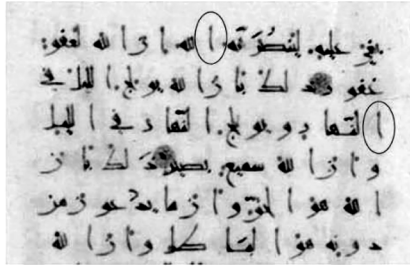 بغى عليه لينصرنه الله ان الله لعفو
غفور ذلك بان الله يولج اليل في
النهار ويولج النهار في اليل
وان الله سميع بصير ذلك بان
الله هو الحق وان ما يدعون من
دونه هو البطل وان الله